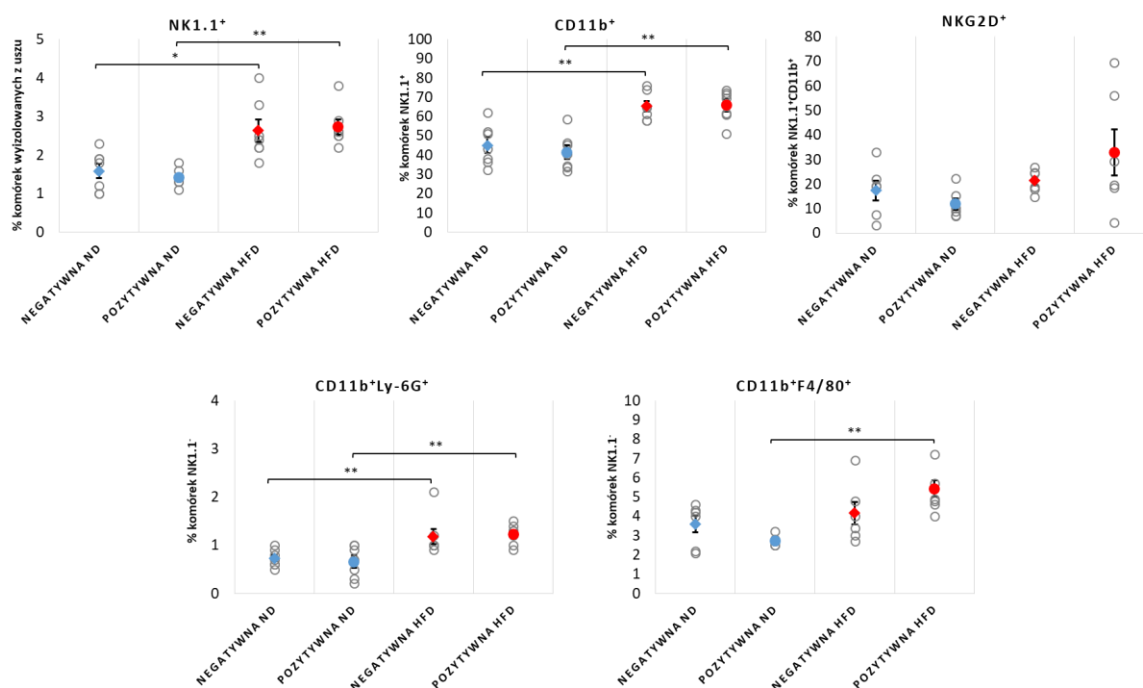 NK1.1⁺
% komórek wyizolowanych z uszu
5
4
3
2
1
0
*
**
NEGATYWNA ND
POZYTYWNA ND
NEGATYWNA HFD
POZYTYWNA HFD
CD11b⁺
% komórek NK1.1⁺
100
90
80
70
60
50
40
30
20
10
0
**
**
NEGATYWNA ND
POZYTYWNA ND
NEGATYWNA HFD
POZYTYWNA HFD
NKG2D⁺
% komórek NK1.1⁺CD11b⁺
80
70
60
50
40
30
20
10
0
NEGATYWNA ND
POZYTYWNA ND
NEGATYWNA HFD
POZYTYWNA HFD
CD11b⁺Ly-6G⁺
% komórek NK1.1⁻
4
3
2
1
0
**
**
NEGATYWNA ND
POZYTYWNA ND
NEGATYWNA HFD
POZYTYWNA HFD
CD11b⁺F4/80⁺
% komórek NK1.1⁻
10
9
8
7
6
5
4
3
2
1
0
**
NEGATYWNA ND
POZYTYWNA ND
NEGATYWNA HFD
POZYTYWNA HFD